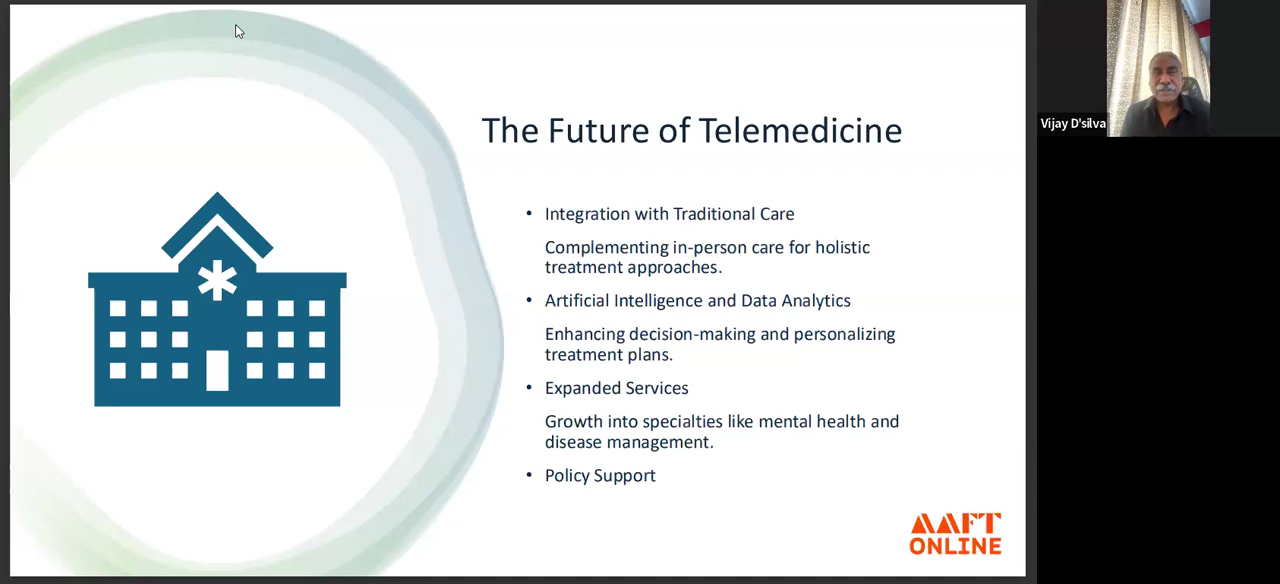 The Future of Telemedicine
• Integration with Traditional Care
Complementing in-person care for holistic
treatment approaches.
• Artificial Intelligence and Data Analytics
Enhancing decision-making and personalizing
treatment plans.
• Expanded Services
Growth into specialties like mental health and
disease management.
• Policy Support
AAFT
ONLINE
Vijay D'silva